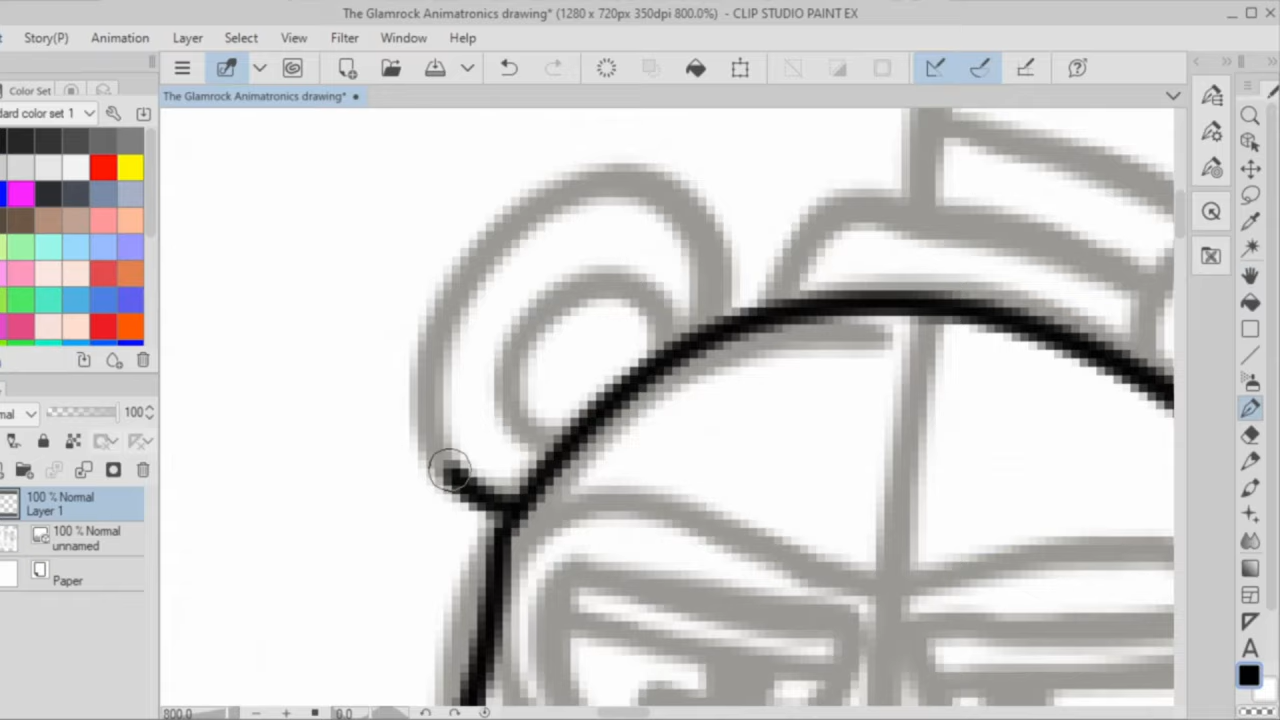 The Glamrock Animatronics drawing* (1280 x 720px 350dpi 800.0%) - CLIP STUDIO PAINT EX
Story(P) Animation Layer Select View Filter Window Help
Color Set
The Glamrock Animatronics drawing*
dard color set 1
mal 100
100 % Normal
Layer 1
100 % Normal
unnamed
Paper
800.0 0.0